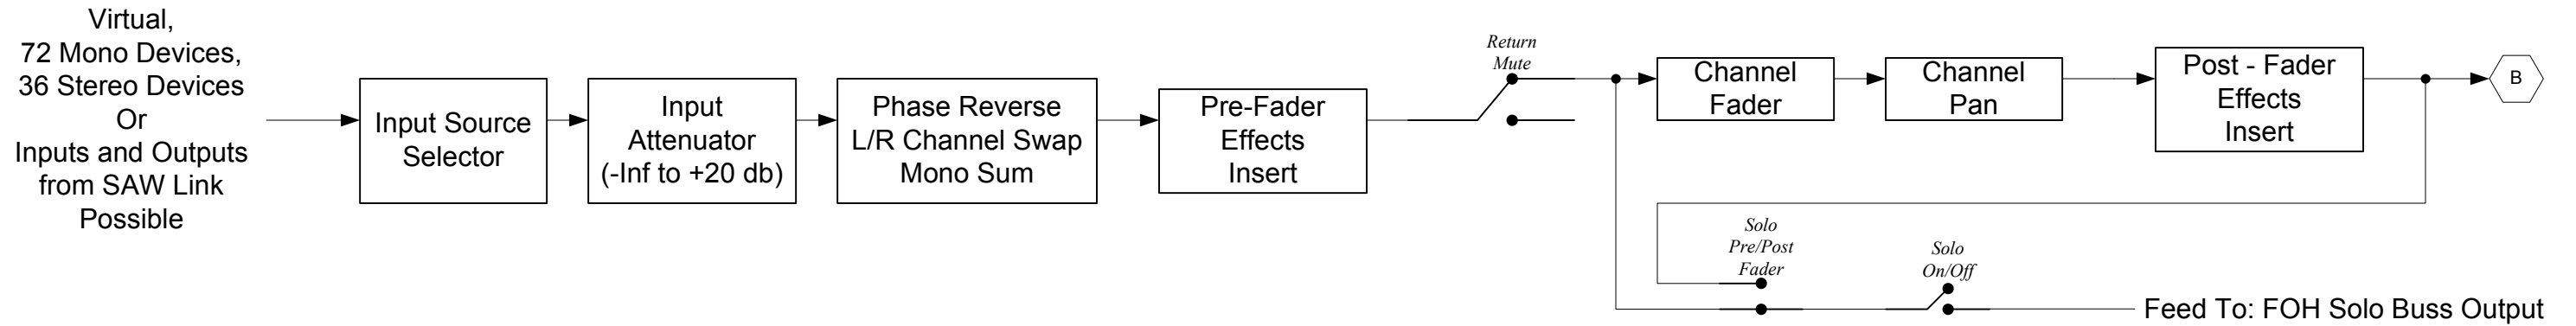 Virtual,
72 Mono Devices,
36 Stereo Devices
Or
Inputs and Outputs
from SAW Link
Possible
Input Source
Selector
Input
Attenuator
(-Inf to +20 db)
Phase Reverse
L/R Channel Swap
Mono Sum
Pre-Fader
Effects
Insert
Return
Mute
Channel
Fader
Channel
Pan
Post - Fader
Effects
Insert
B
Solo
Pre/Post
Fader
Solo
On/Off
Feed To: FOH Solo Buss Output